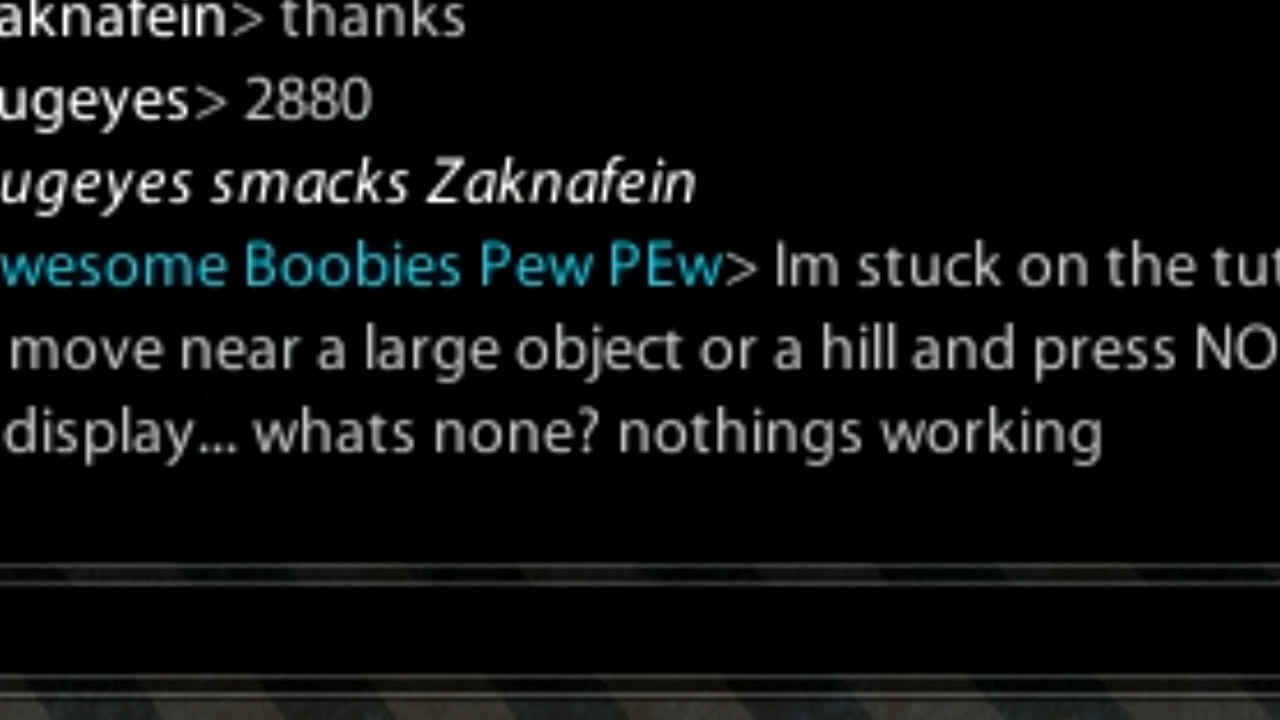 aknafein> thanks
ugeyes> 2880
ugeyes smacks Zaknafein
wesome Boobies Pew PEw> Im stuck on the tut
move near a large object or a hill and press NO
display... whats none? nothings working